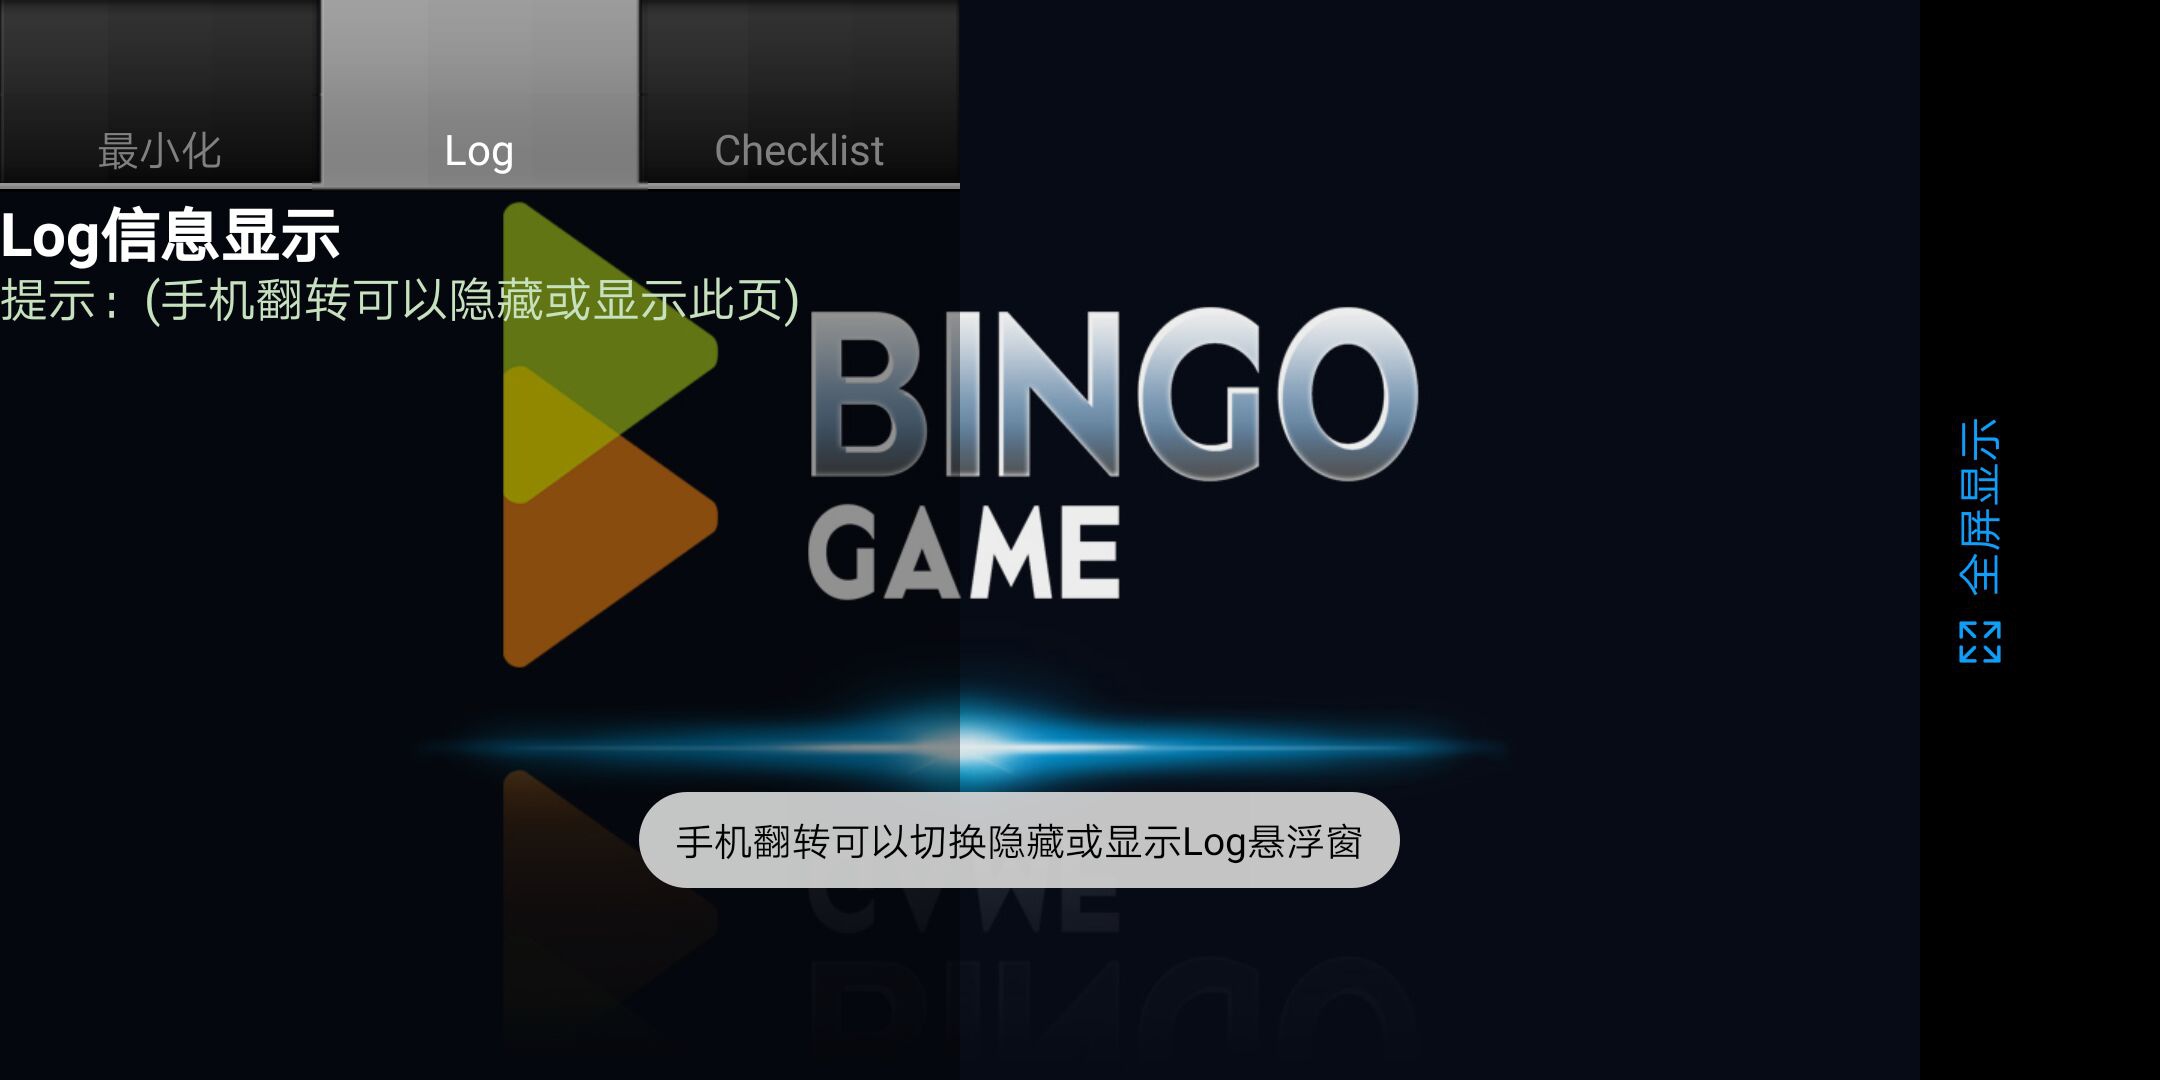 最小化
Log
Checklist
Log信息显示
提示：(手机翻转可以隐藏或显示此页)
BINGO
GAME
手机翻转可以切换隐藏或显示Log悬浮窗
全屏显示